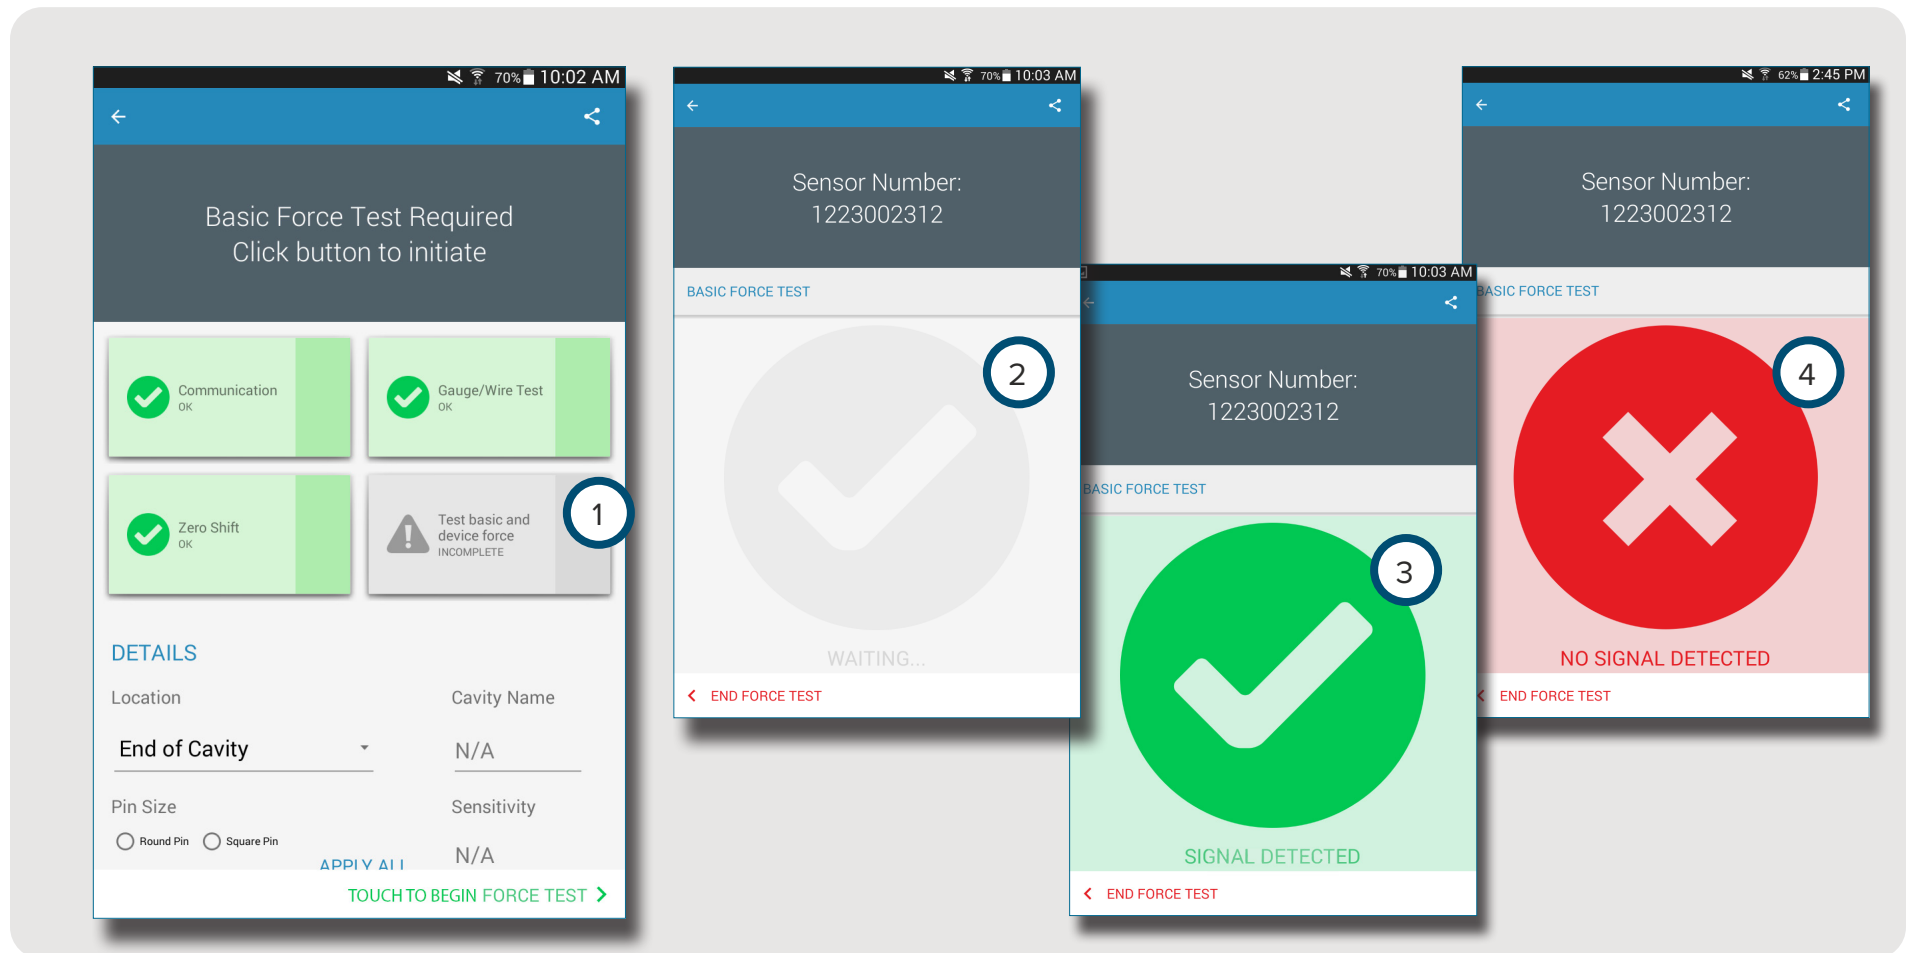 70% 10:02 AM
Basic Force Test Required
Click button to initiate
Communication
OK
Gauge/Wire Test
OK
Zero Shift
OK
Test basic and
device force
INCOMPLETE
1
DETAILS
Location
Cavity Name
End of Cavity
N/A
Pin Size
Sensitivity
Round Pin
Square Pin
N/A
APPLY ALL
TOUCH TO BEGIN FORCE TEST
70% 10:03 AM
Sensor Number:
1223002312
BASIC FORCE TEST
2
WAITING...
END FORCE TEST
70% 10:03 AM
Sensor Number:
1223002312
BASIC FORCE TEST
3
SIGNAL DETECTED
END FORCE TEST
62% 2:45 PM
Sensor Number:
1223002312
BASIC FORCE TEST
4
NO SIGNAL DETECTED
END FORCE TEST